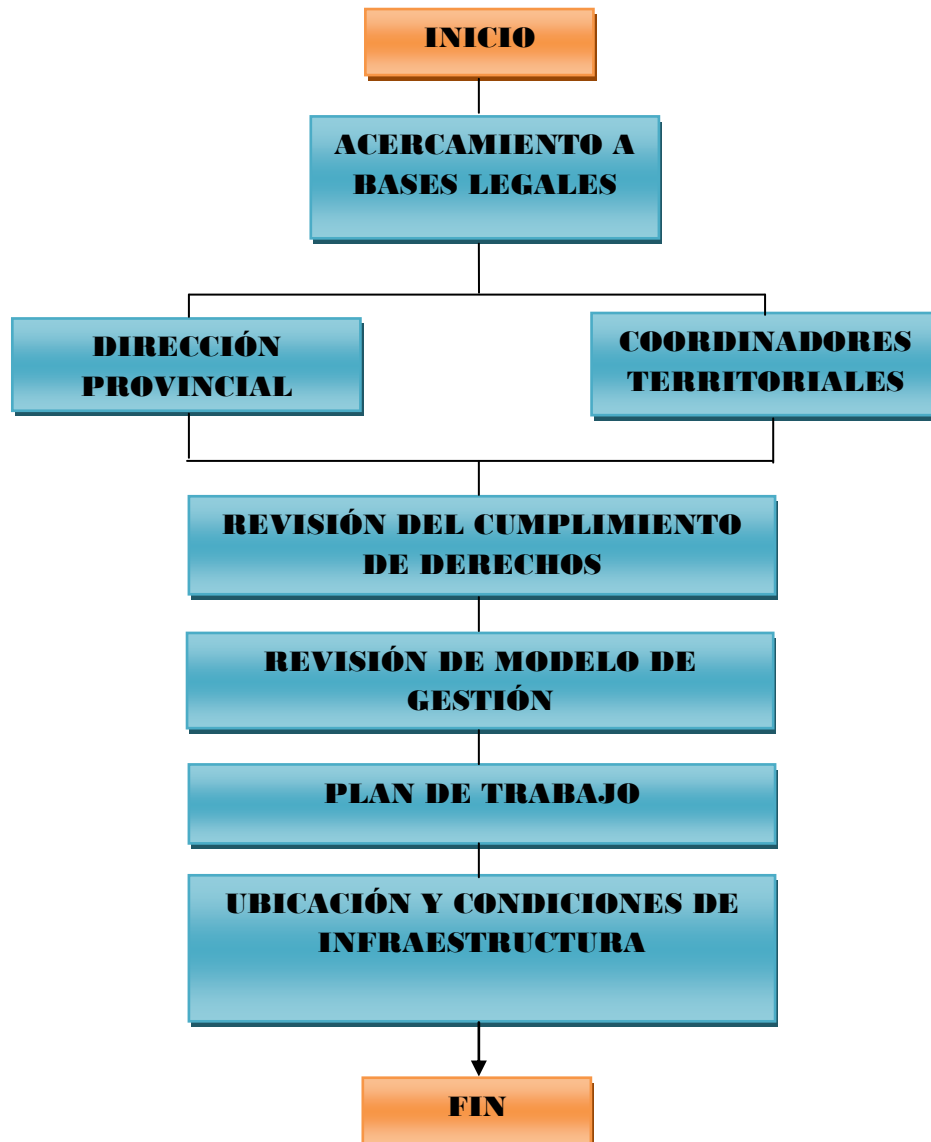 INICIO
ACERCAMIENTO A
BASES LEGALES
DIRECCIÓN
PROVINCIAL
COORDINADORES
TERRITORIALES
REVISIÓN DEL CUMPLIMIENTO
DE DERECHOS
REVISIÓN DE MODELO DE
GESTIÓN
PLAN DE TRABAJO
UBICACIÓN Y CONDICIONES DE
INFRAESTRUCTURA
FIN